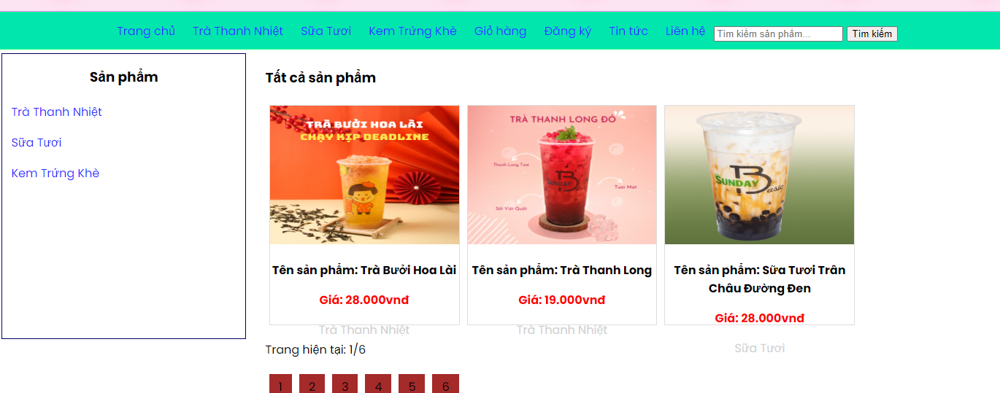 Trang chủ Trà Thanh Nhiệt Sữa Tươi Kem Trứng Khè Giỏ hàng Đăng ký Tin tức Liên hệ Tìm kiếm sản phẩm... Tìm kiếm
Sản phẩm
Trà Thanh Nhiệt
Sữa Tươi
Kem Trứng Khè
Tất cả sản phẩm
TRÀ BƯỞI HOA LÀI
CHẠY KỊP DEADLINE
Tên sản phẩm: Trà Bưởi Hoa Lài
Giá: 28.000vnđ
Trà Thanh Nhiệt
TRÀ THANH LONG ĐỎ
Thanh Long Tươi
SUNDAY Basic
Tươi Mát
Sốt Việt Quất
Tên sản phẩm: Trà Thanh Long
Giá: 19.000vnđ
Trà Thanh Nhiệt
SUNDAY Basic
Tên sản phẩm: Sữa Tươi Trân
Châu Đường Đen
Giá: 28.000vnđ
Sữa Tươi
Trang hiện tại: 1/6
1 2 3 4 5 6